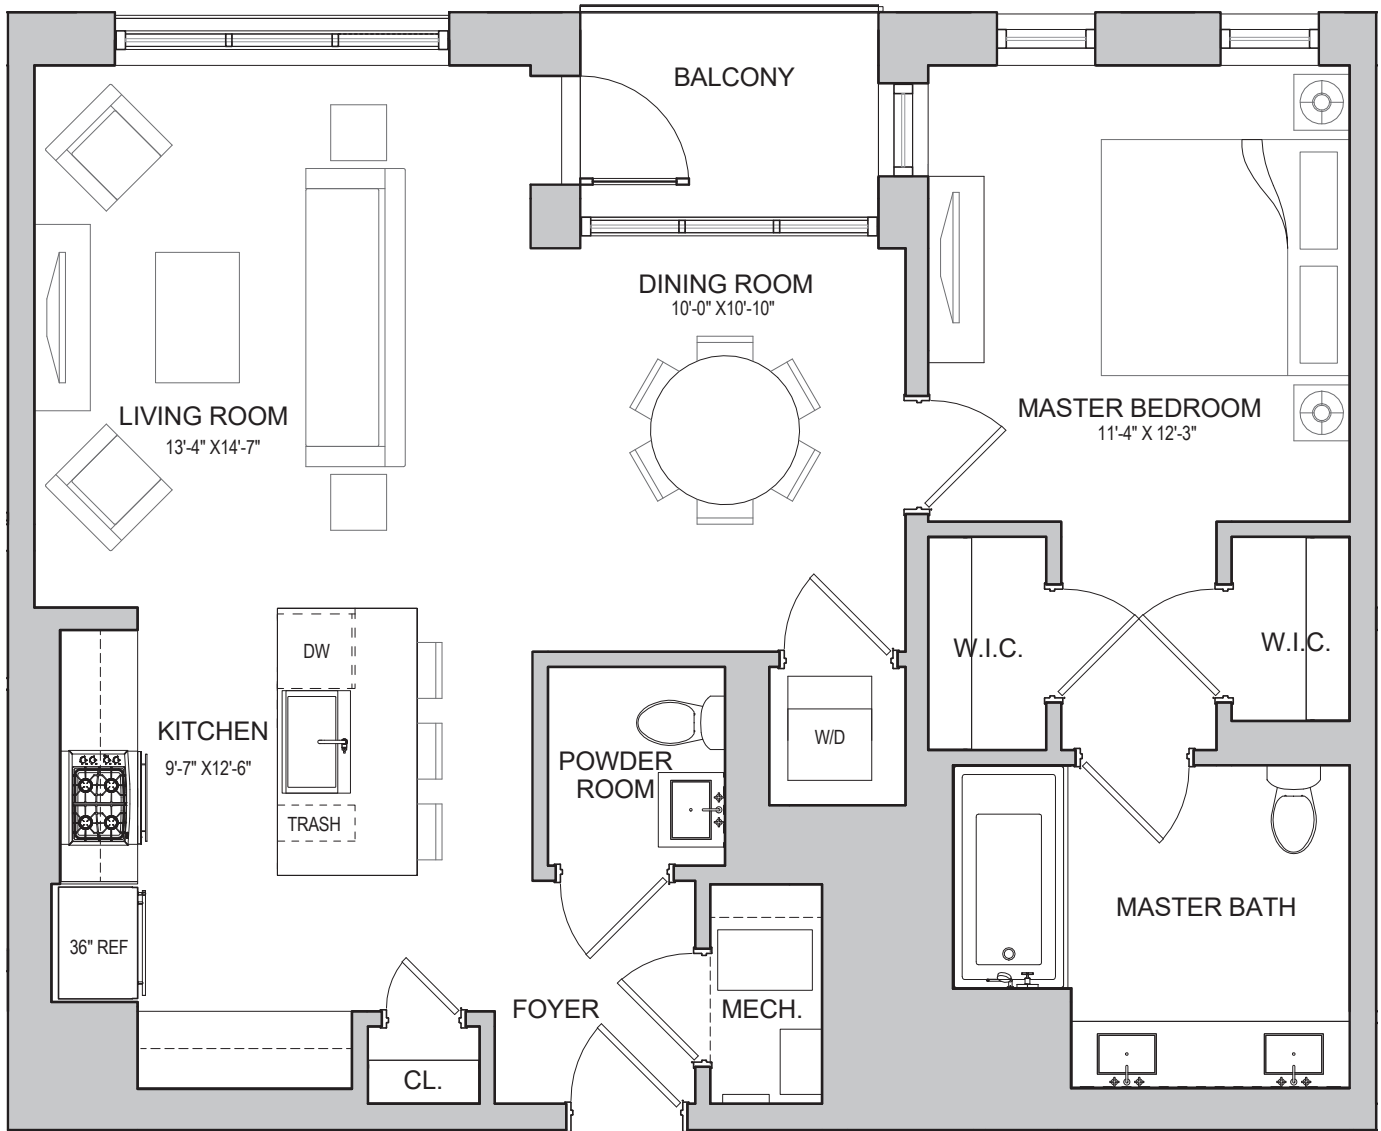 BALCONY
DINING ROOM
10'-0" X10'-10"
LIVING ROOM
13'-4" X14'-7"
MASTER BEDROOM
11'-4" X 12'-3"
W.I.C.
W.I.C.
DW
KITCHEN
9'-7" X12'-6"
W/D
POWDER
ROOM
TRASH
MASTER BATH
36" REF
FOYER
MECH.
CL.